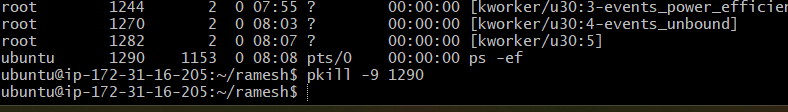 root        1244       2  0 07:55 ?        00:00:00 [kworker/u30:3-events_power_efficien
root        1270       2  0 08:03 ?        00:00:00 [kworker/u30:4-events_unbound]
root        1282       2  0 08:07 ?        00:00:00 [kworker/u30:5]
ubuntu      1290    1153  0 08:08 pts/0    00:00:00 ps -ef
ubuntu@ip-172-31-16-205:~/ramesh$ pkill -9 1290
ubuntu@ip-172-31-16-205:~/ramesh$